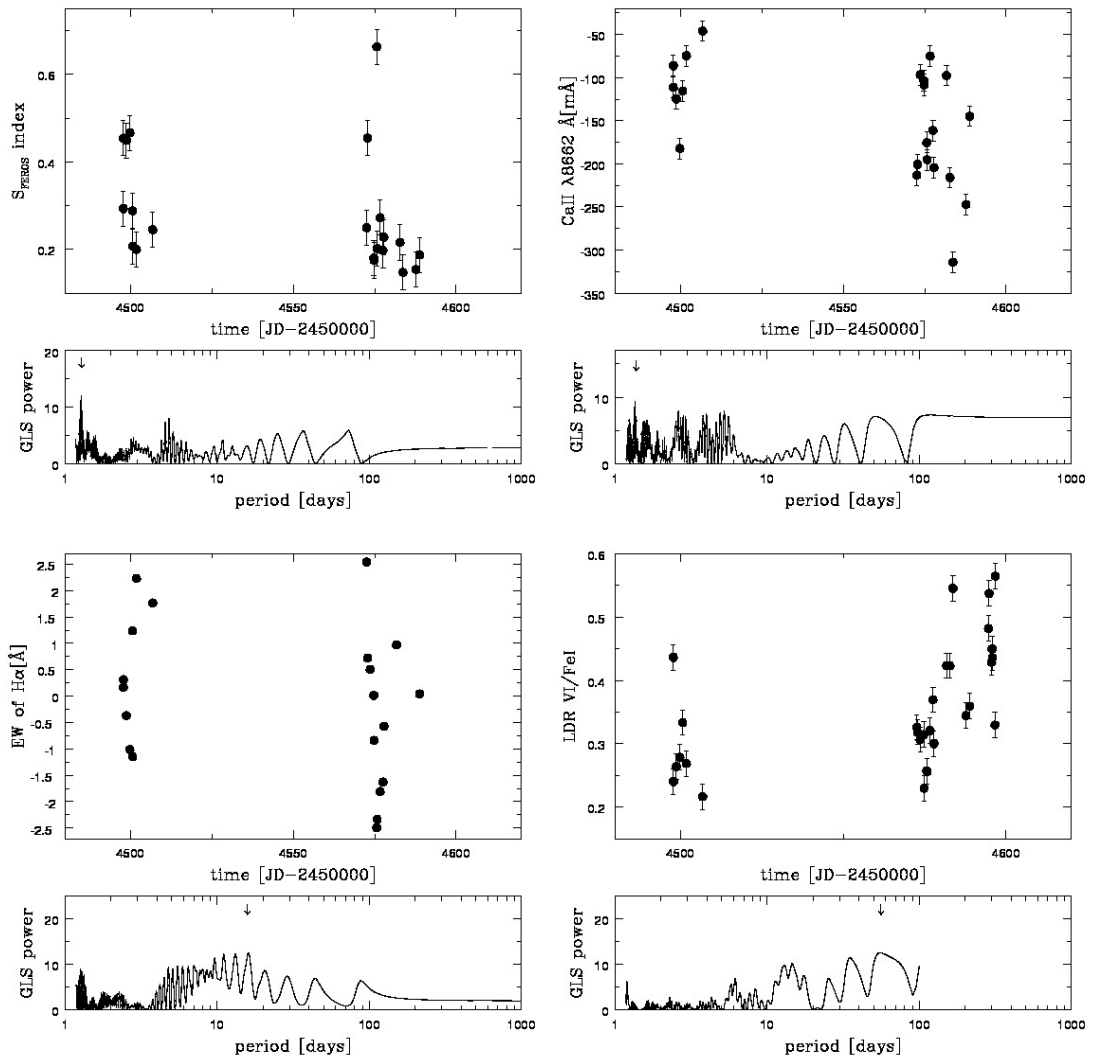 S_FEROS index
0.6
0.4
0.2
4500 4550 4600
time [JD-2450000]
CaII λ8662 Å[mÅ]
-50
-100
-150
-200
-250
-300
-350
4500 4550 4600
time [JD-2450000]
GLS power
20
10
0
1 10 100 1000
period [days]
GLS power
10
0
1 10 100 1000
period [days]
EW of Hα[Å]
2.5
2
1.5
1
0.5
0
-0.5
-1
-1.5
-2
-2.5
4500 4550 4600
time [JD-2450000]
LDR VI/FeI
0.6
0.5
0.4
0.3
0.2
4500 4550 4600
time [JD-2450000]
GLS power
20
10
0
1 10 100 1000
period [days]
GLS power
20
10
0
1 10 100 1000
period [days]